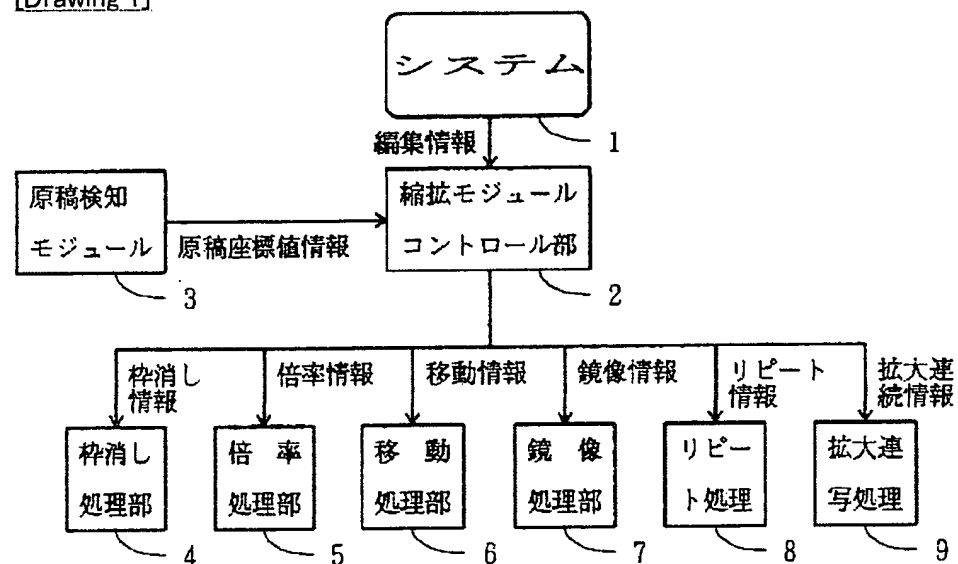 [Drawing 1]
システム
1
編集情報
原稿検知
モジュール
3
原稿座標値情報
縮拡モジュール
コントロール部
2
枠消し
情報
倍率情報
移動情報
鏡像情報
リピート
情報
拡大連
続情報
枠消し
処理部
4
倍 率
処理部
5
移 動
処理部
6
鏡 像
処理部
7
リピー
ト処理
8
拡大連
写処理
9